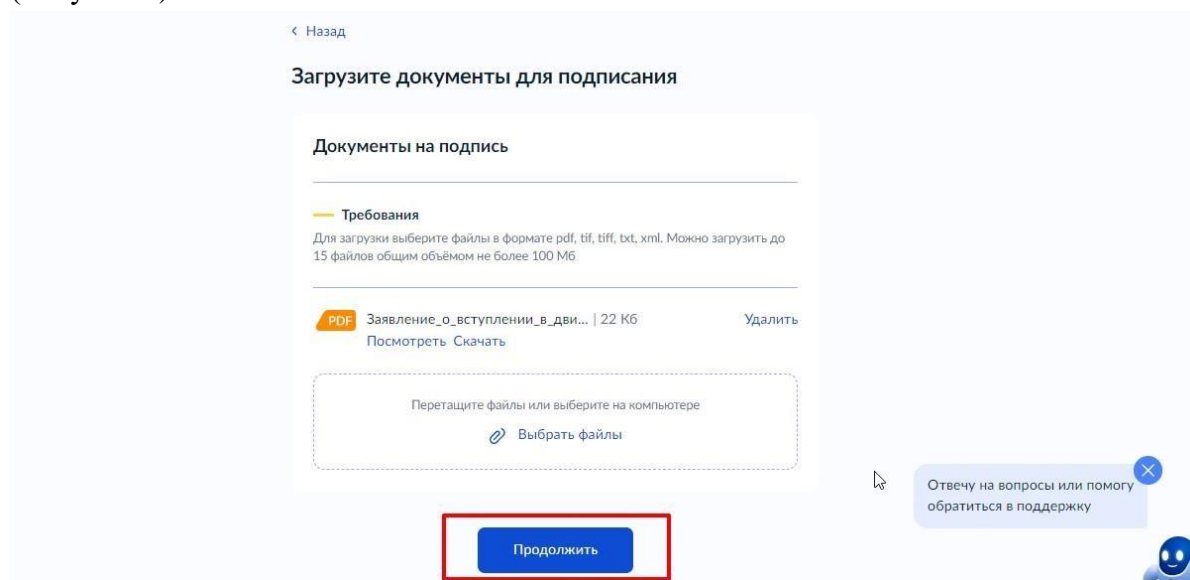 Назад
Загрузите документы для подписания
Документы на подпись
Требования
Для загрузки выберите файлы в формате pdf, tif, tiff, txt, xml. Можно загрузить до
15 файлов общим объёмом не более 100 Мб
PDF Заявление_о_вступлении_в_дви... | 22 Кб Удалить
Посмотреть Скачать
Перетащите файлы или выберите на компьютере
Выбрать файлы
Отвечу на вопросы или помогу
обратиться в поддержку
Продолжить